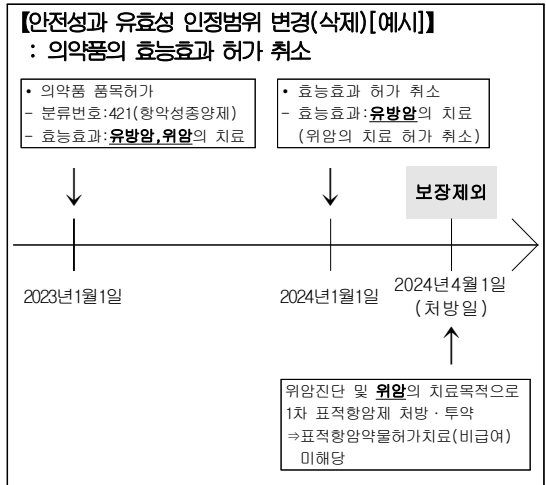 【안전성과 유효성 인정범위 변경(삭제)[예시]】
: 의약품의 효능효과 허가 취소
• 의약품 품목허가
- 분류번호:421(항악성종양제)
- 효능효과:유방암,위암의 치료
• 효능효과 허가 취소
- 효능효과:유방암의 치료
(위암의 치료 허가 취소)
보장제외
2023년1월1일
2024년1월1일
2024년4월1일
(처방일)
위암진단 및 위암의 치료목적으로
1차 표적항암제 처방·투약
⇒표적항암약물허가치료(비급여)
미해당